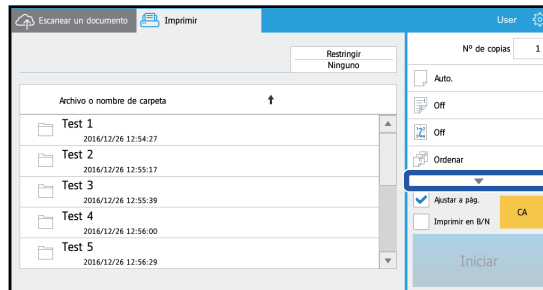 Escanear un documento
Imprimir
User
Restringir
Ninguno
Archivo o nombre de carpeta
Test 1
2016/12/26 12:54:27
Test 2
2016/12/26 12:55:17
Test 3
2016/12/26 12:55:39
Test 4
2016/12/26 12:56:00
Test 5
2016/12/26 12:56:29
Nº de copias 1
Auto.
Off
Off
Ordenar
Ajustar a pág.
Imprimir en B/N
CA
Iniciar